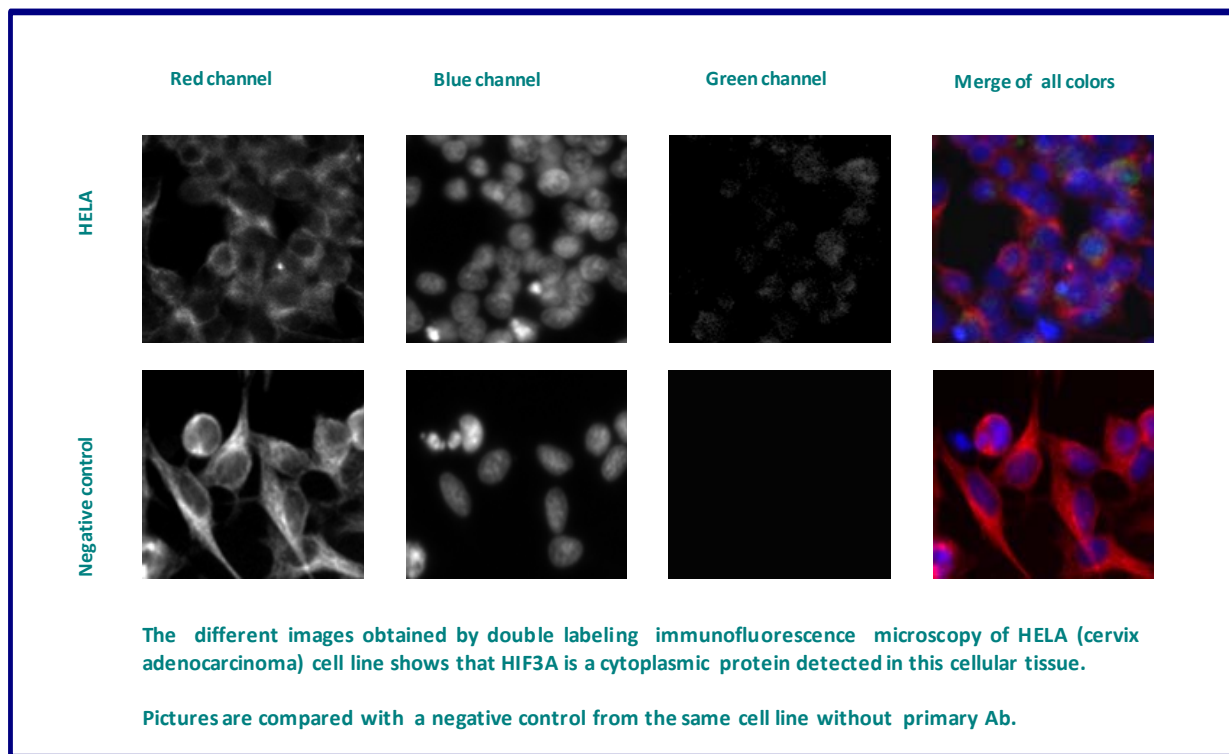 Red channel
Blue channel
Green channel
Merge of all colors
HELA
Negative control
The different images obtained by double labeling immunofluorescence microscopy of HELA (cervix
adenocarcinoma) cell line shows that HIF3A is a cytoplasmic protein detected in this cellular tissue.
Pictures are compared with a negative control from the same cell line without primary Ab.